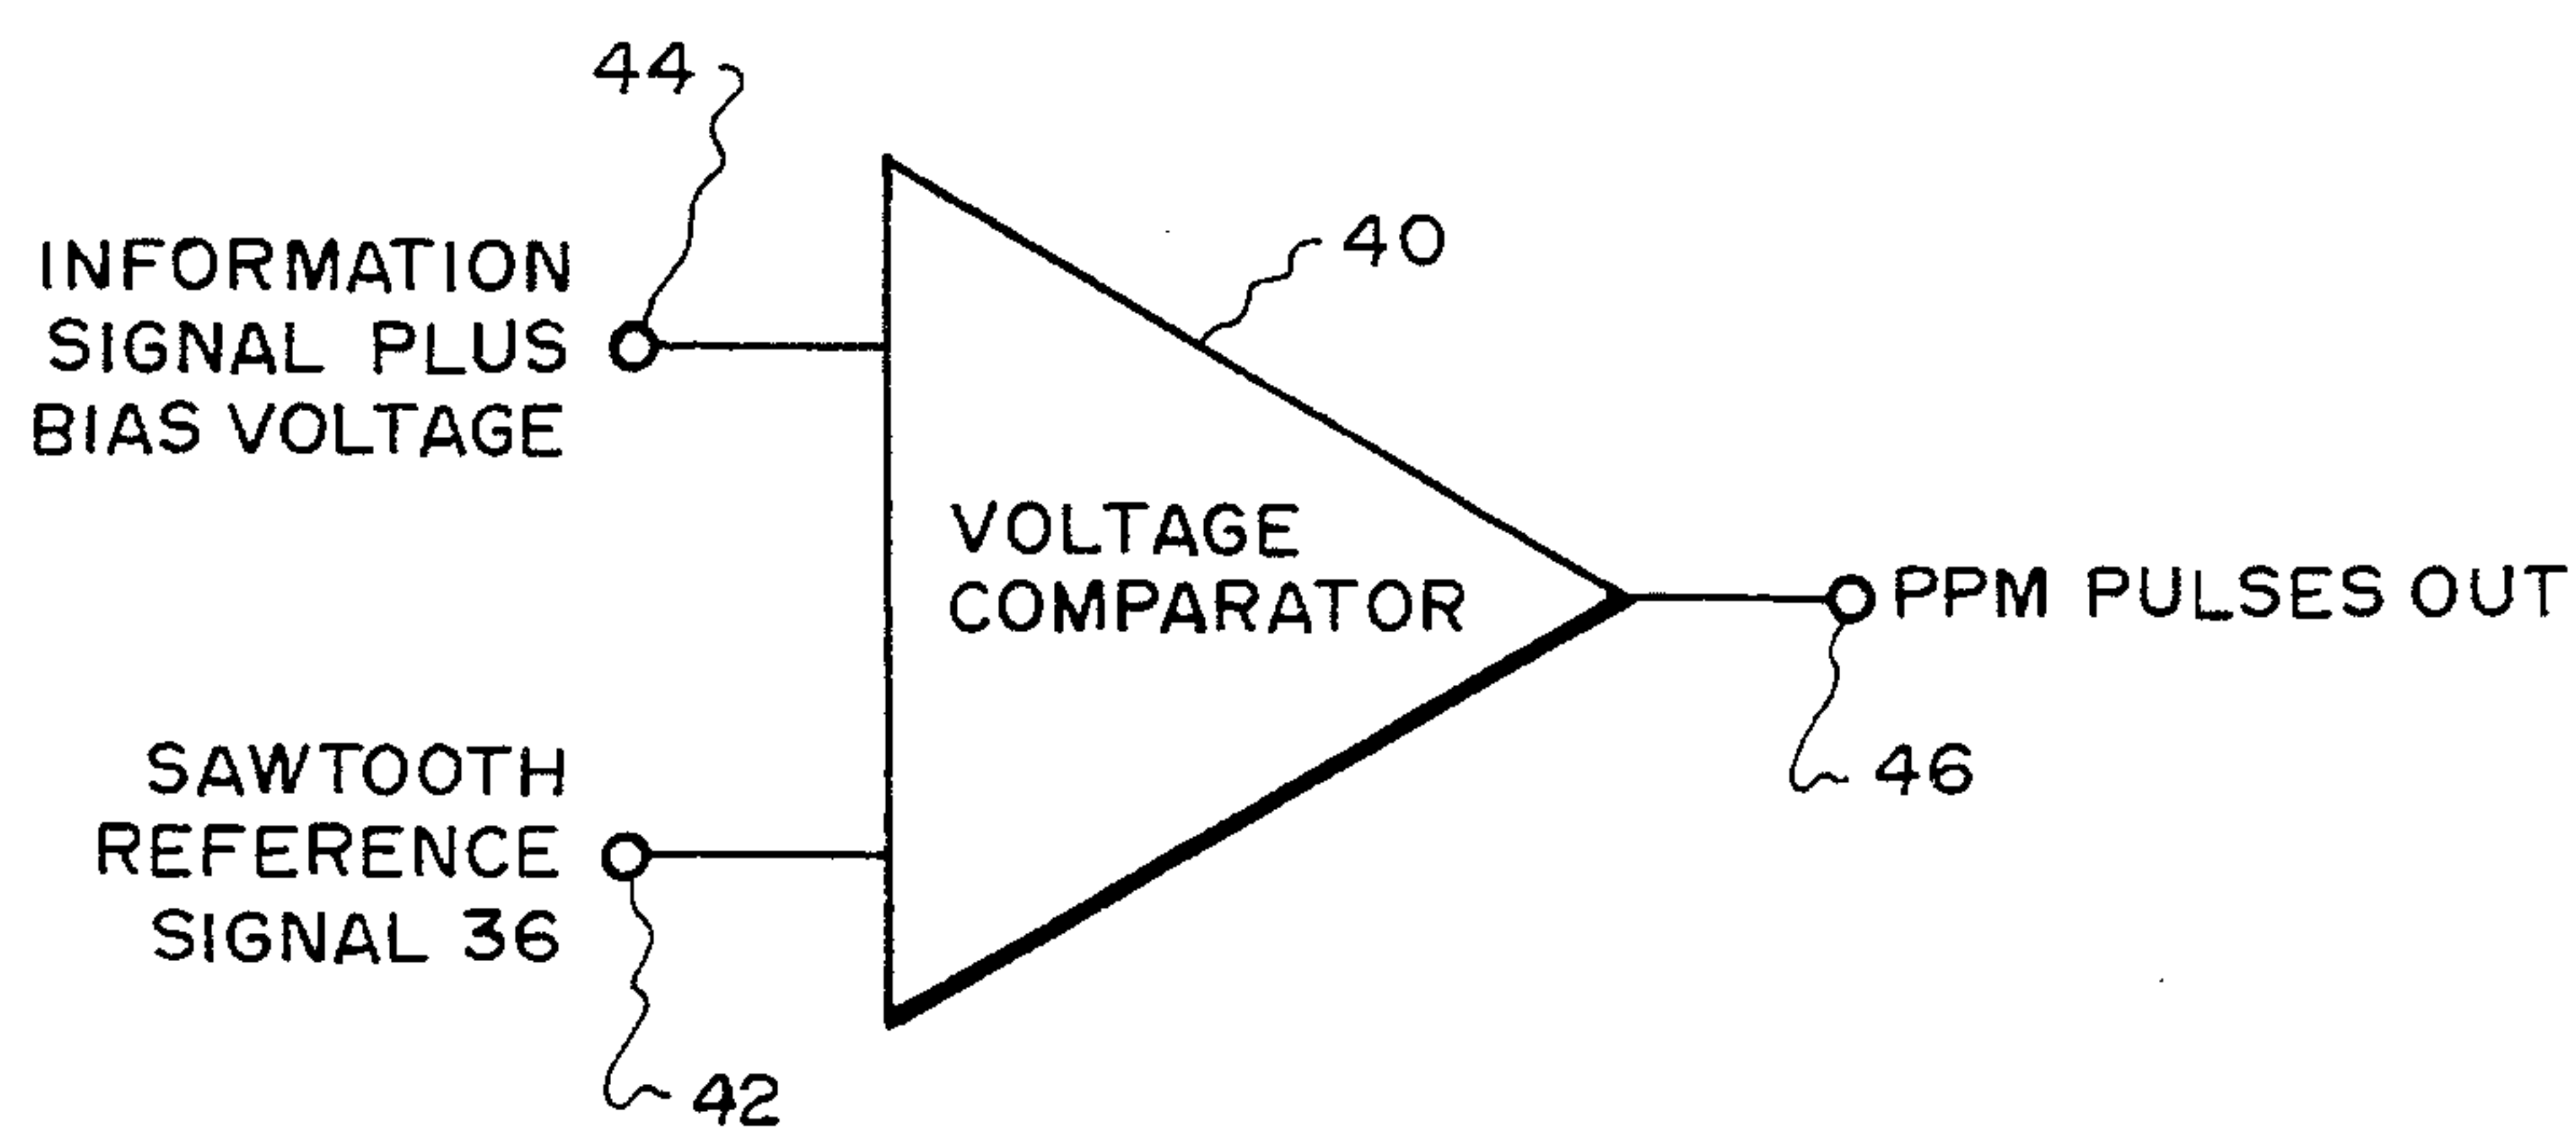 44
INFORMATION
SIGNAL PLUS
BIAS VOLTAGE
40
VOLTAGE
COMPARATOR
PPM PULSES OUT
46
SAWTOOTH
REFERENCE
SIGNAL 36
42